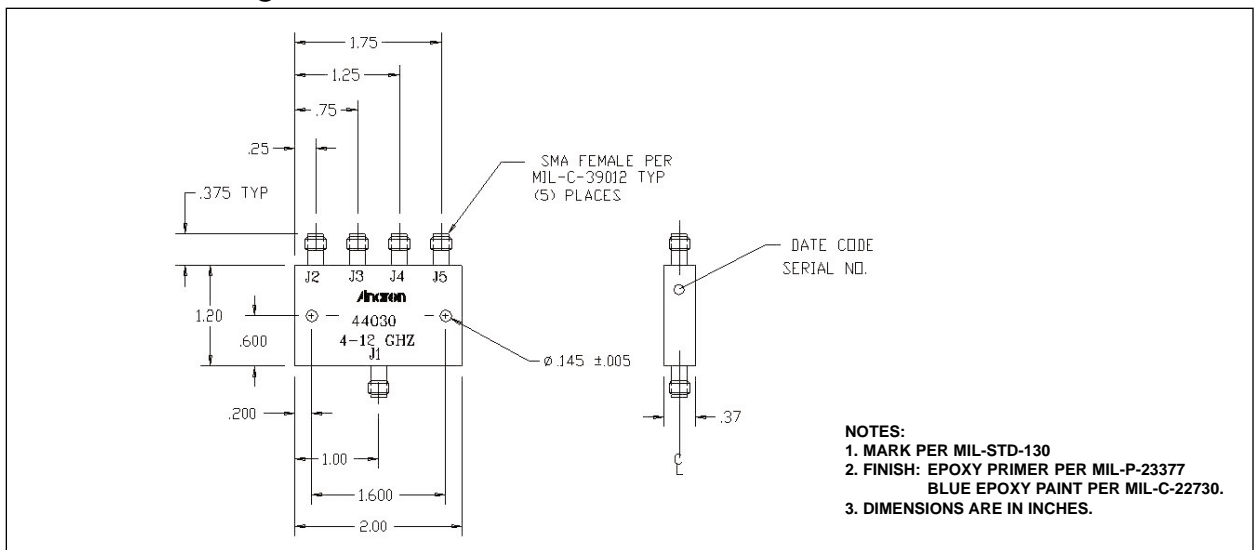 1.75
1.25
.75
.25
.375 TYP
SMA FEMALE PER
MIL-C-39012 TYP
(5) PLACES
DATE CODE
SERIAL NO.
J2 J3 J4 J5
44030
4-12 GHZ
J1
1.20
.600
ø.145 ±.005
.200
1.00
1.600
2.00
.37
CL
NOTES:
1. MARK PER MIL-STD-130
2. FINISH: EPOXY PRIMER PER MIL-P-23377
BLUE EPOXY PAINT PER MIL-C-22730.
3. DIMENSIONS ARE IN INCHES.